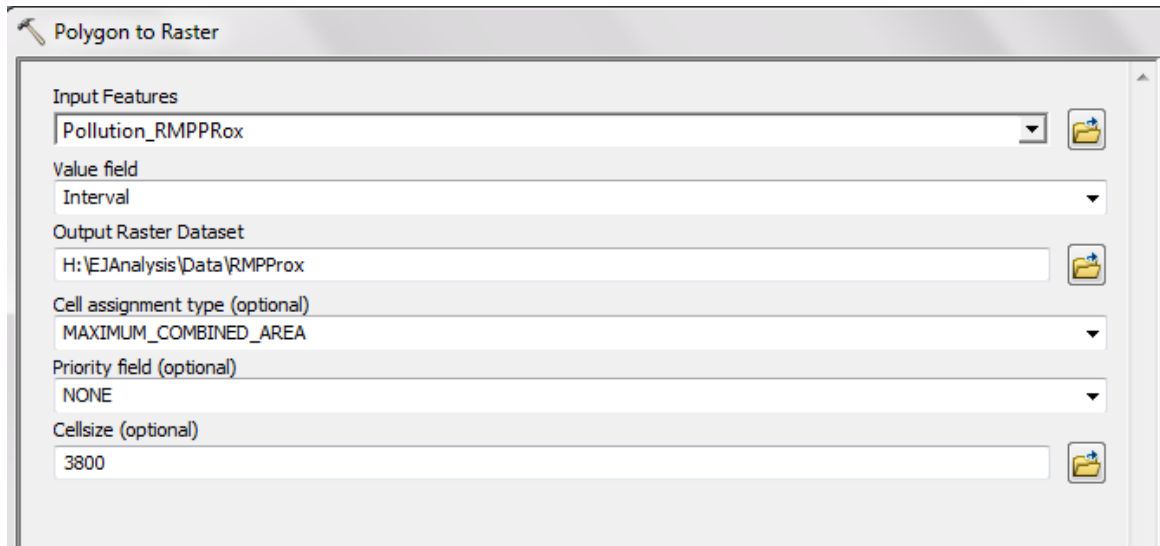 Polygon to Raster
Input Features
Pollution_RMPPRox
Value field
Interval
Output Raster Dataset
H:\EJAnalysis\Data\RMPProx
Cell assignment type (optional)
MAXIMUM_COMBINED_AREA
Priority field (optional)
NONE
Cellsize (optional)
3800